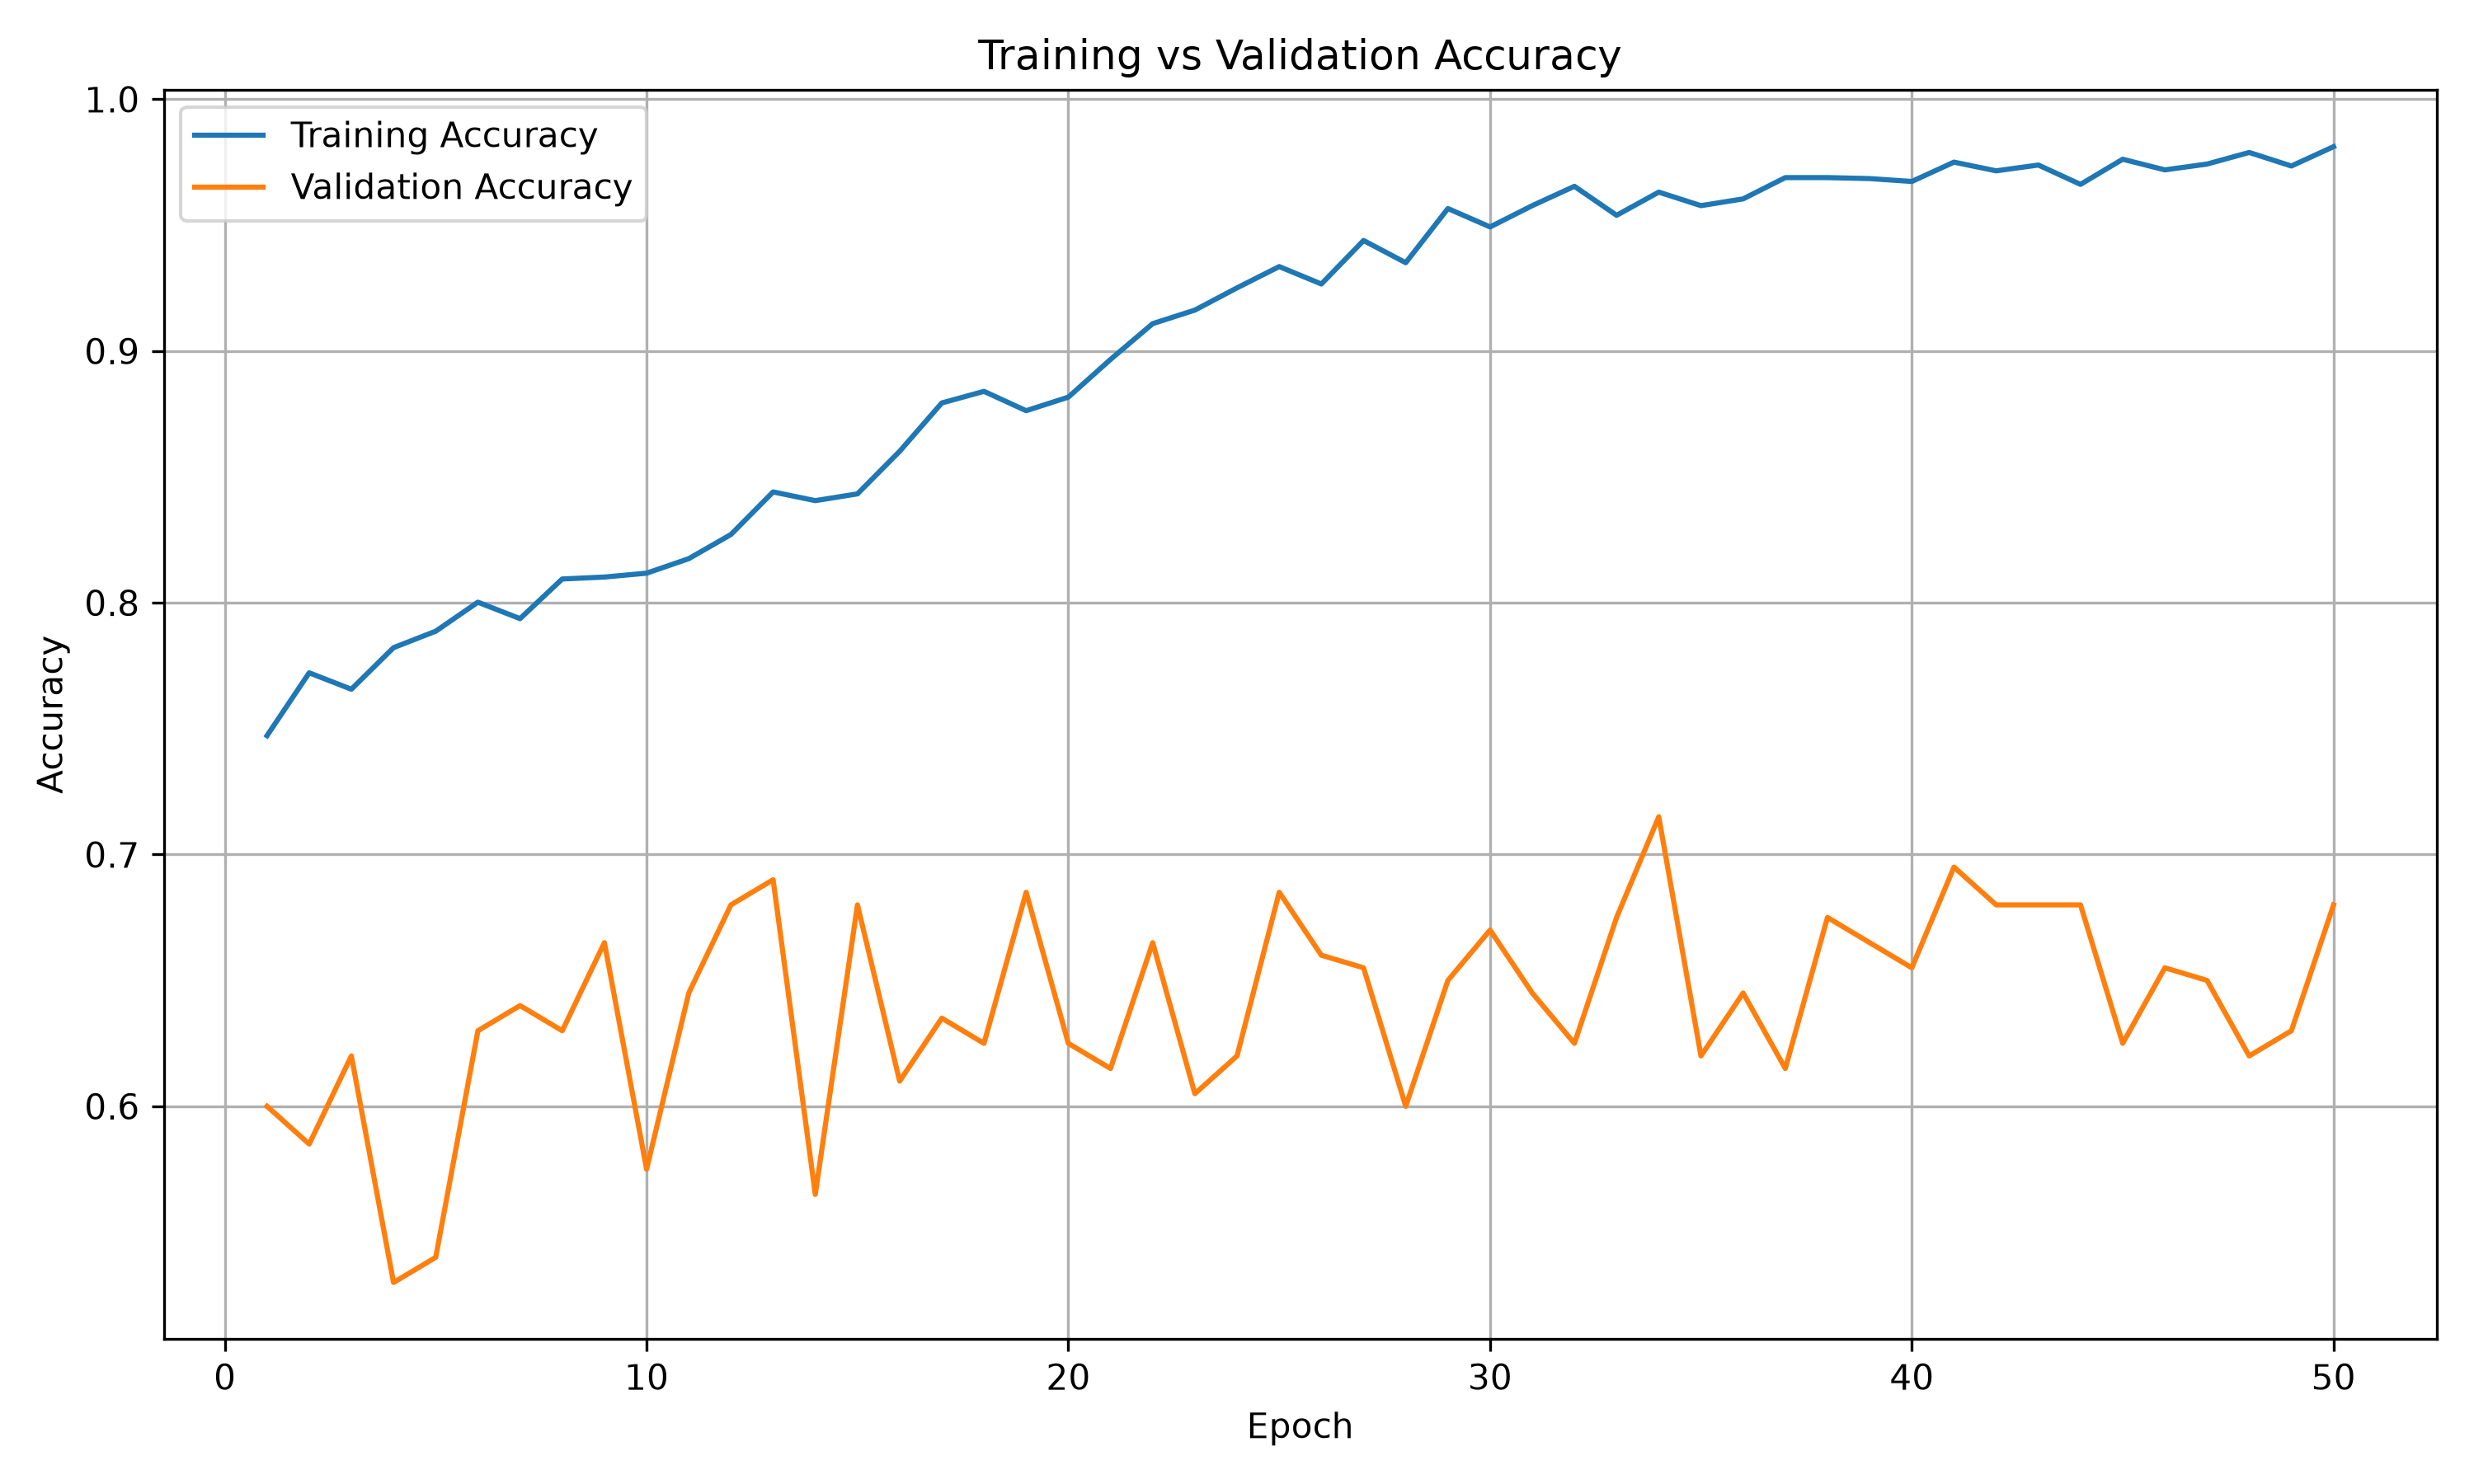 Training vs Validation Accuracy
1.0
Training Accuracy
Validation Accuracy
0.9
0.8
0.7
0.6
Accuracy
0 10 20 30 40 50
Epoch